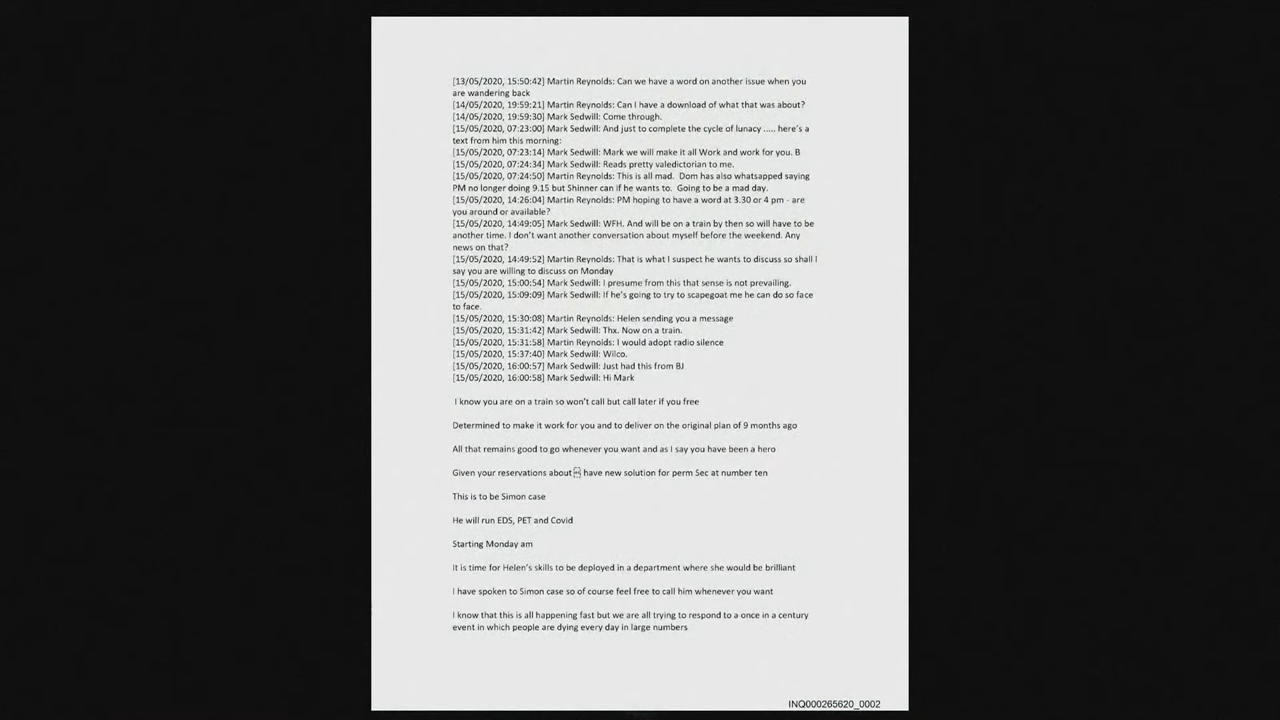 [13/05/2020, 15:50:42] Martin Reynolds: Can we have a word on another issue when you
are wandering back
[14/05/2020, 19:59:21] Martin Reynolds: Can I have a download of what that was about?
[14/05/2020, 19:59:30] Mark Sedwill: Come through.
[15/05/2020, 07:23:00] Mark Sedwill: And just to complete the cycle of lunacy ..... here's a
text from him this morning:
[15/05/2020, 07:23:14] Mark Sedwill: Mark we will make it all Work and work for you. B
[15/05/2020, 07:24:34] Mark Sedwill: Reads pretty valedictorian to me.
[15/05/2020, 07:24:50] Martin Reynolds: This is all mad.  Dom has also whatsapped saying
PM no longer doing 9.15 but Shinner can if he wants to.  Going to be a mad day.
[15/05/2020, 14:26:04] Martin Reynolds: PM hoping to have a word at 3.30 or 4 pm - are
you around or available?
[15/05/2020, 14:49:05] Mark Sedwill: WFH. And will be on a train by then so will have to be
another time. I don't want another conversation about myself before the weekend. Any
news on that?
[15/05/2020, 14:49:52] Martin Reynolds: That is what I suspect he wants to discuss so shall I
say you are willing to discuss on Monday
[15/05/2020, 15:00:54] Mark Sedwill: I presume from this that sense is not prevailing.
[15/05/2020, 15:09:09] Mark Sedwill: If he's going to try to scapegoat me he can do so face
to face.
[15/05/2020, 15:30:08] Martin Reynolds: Helen sending you a message
[15/05/2020, 15:31:42] Mark Sedwill: Thx. Now on a train.
[15/05/2020, 15:31:58] Martin Reynolds: I would adopt radio silence
[15/05/2020, 15:37:40] Mark Sedwill: Wilco.
[15/05/2020, 16:00:57] Mark Sedwill: Just had this from BJ
[15/05/2020, 16:00:58] Mark Sedwill: Hi Mark
I know you are on a train so won't call but call later if you free
Determined to make it work for you and to deliver on the original plan of 9 months ago
All that remains good to go whenever you want and as I say you have been a hero
Given your reservations about have new solution for perm Sec at number ten
This is to be Simon case
He will run EDS, PET and Covid
Starting Monday am
It is time for Helen's skills to be deployed in a department where she would be brilliant
I have spoken to Simon case so of course feel free to call him whenever you want
I know that this is all happening fast but we are all trying to respond to a once in a century
event in which people are dying every day in large numbers
INQ000265620_0002